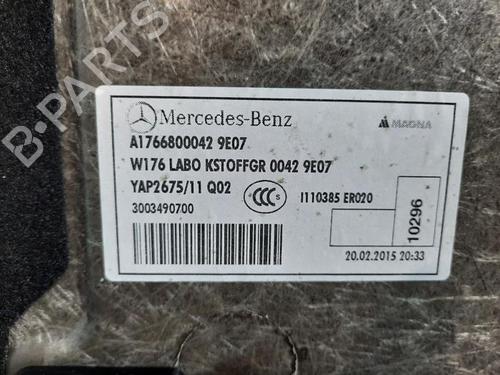 B-PARTS
Mercedes-Benz
MAGNA
A1766800042 9E07
W176 LABO KSTOFFGR 0042 9E07
YAP2675/11 Q02
CCC
I110385 ER020
3003490700
10296
20.02.2015 20:33